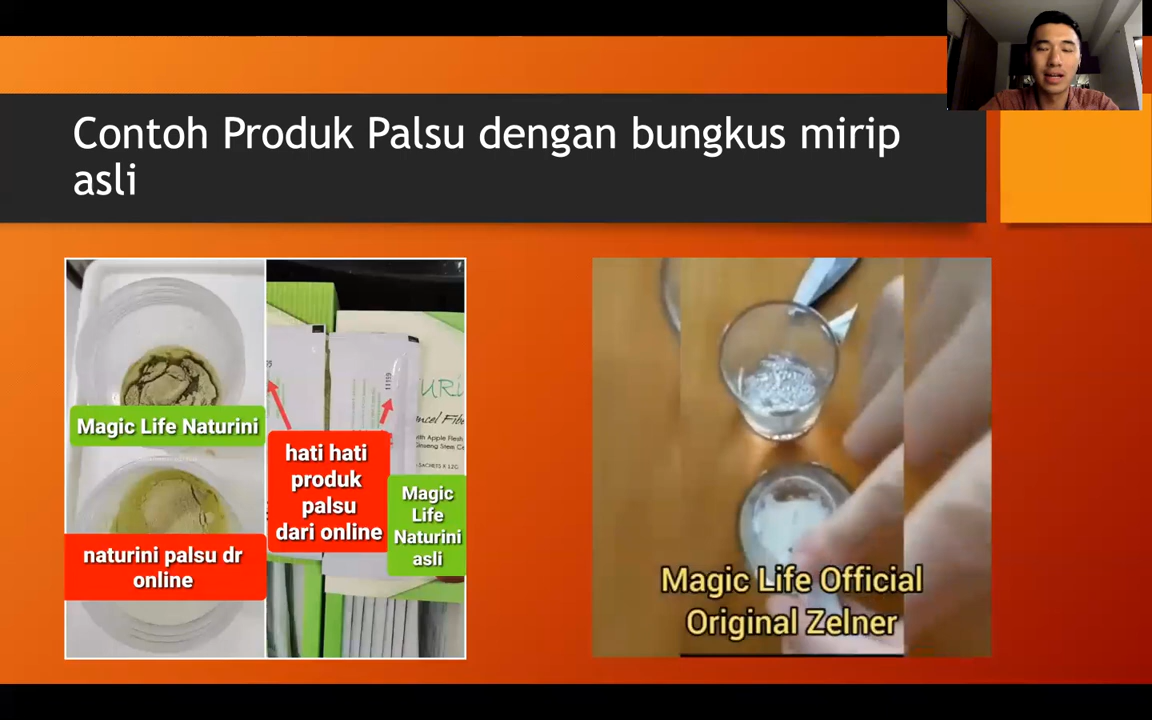 Contoh Produk Palsu dengan bungkus mirip
asli
Magic Life Naturini
naturini palsu dr
online
hati hati
produk
palsu
dari online
Magic
Life
Naturini
asli
Magic Life Official
Original Zelner